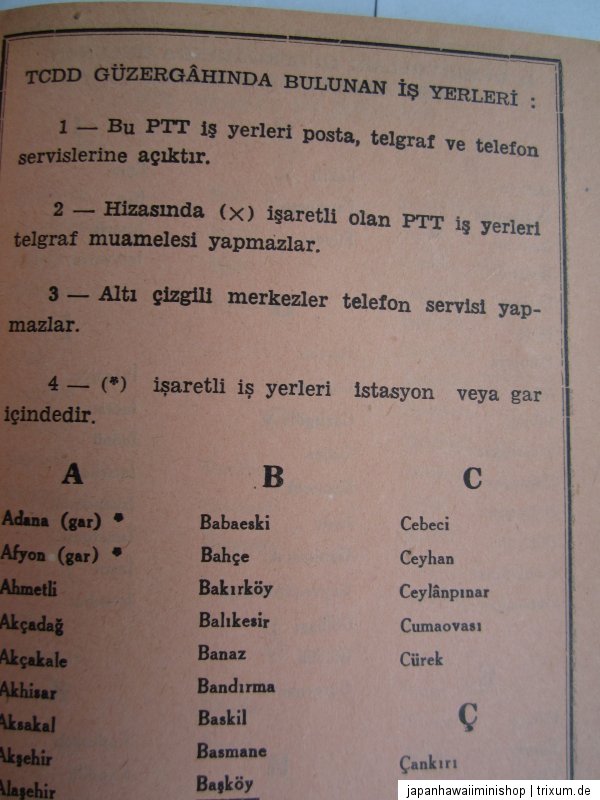 TCDD GÜZERGÂHINDA BULUNAN İŞ YERLERİ :
1 — Bu PTT iş yerleri posta, telgraf ve telefon
servislerine açıktır.
2 — Hizasında (×) işaretli olan PTT iş yerleri
telgraf muamelesi yapmazlar.
3 — Altı çizgili merkezler telefon servisi yap-
mazlar.
4 — (*) işaretli iş yerleri istasyon veya gar
içindedir.
A
Adana (gar) *
Afyon (gar) *
Ahmetli
Akçadağ
Akçakale
Akhisar
Aksakal
Akşehir
Alaşehir
B
Babaeski
Bahçe
Bakırköy
Balıkesir
Banaz
Bandırma
Baskil
Basmane
Başköy
C
Cebeci
Ceyhan
Ceylânpınar
Cumaovası
Cürek
Ç
Çankırı
japanhawaiiminishop | trixum.de